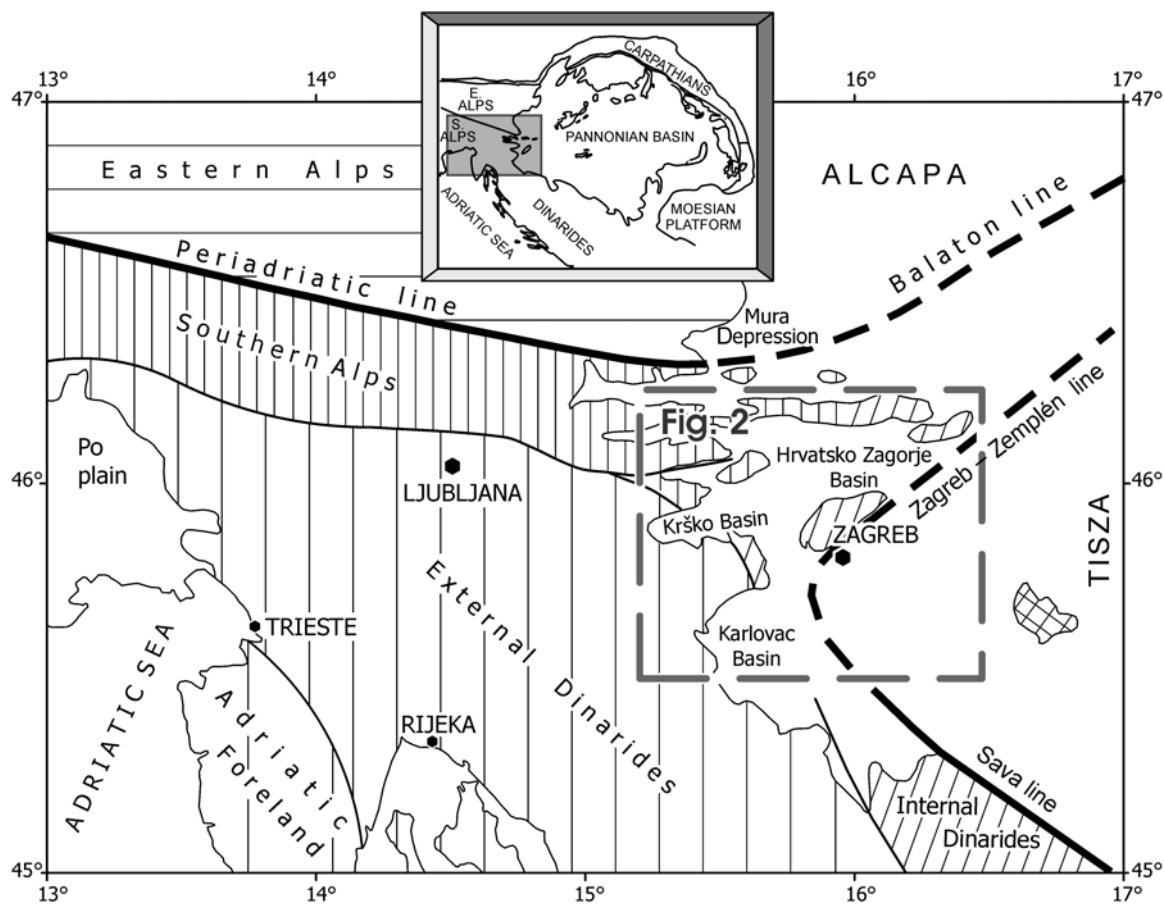 CARPATHIANS
E.
ALPS
S.
ALPS
PANNONIAN BASIN
DINARIDES
ADRIATIC SEA
MOESIAN
PLATFORM
13°
14°
16°
17°
47°
47°
Eastern Alps
ALCAPA
Periadriatic line
Balaton line
Southern Alps
Mura
Depression
Fig. 2
Po
plain
46°
46°
LJUBLJANA
Hrvatsko Zagorje
Basin
Zagreb – Zemplén line
Krško Basin
ZAGREB
TISZA
External Dinarides
TRIESTE
Karlovac
Basin
ADRIATIC SEA
Adriatic
Foreland
RIJEKA
Sava line
Internal
Dinarides
45°
45°
13°
14°
15°
16°
17°